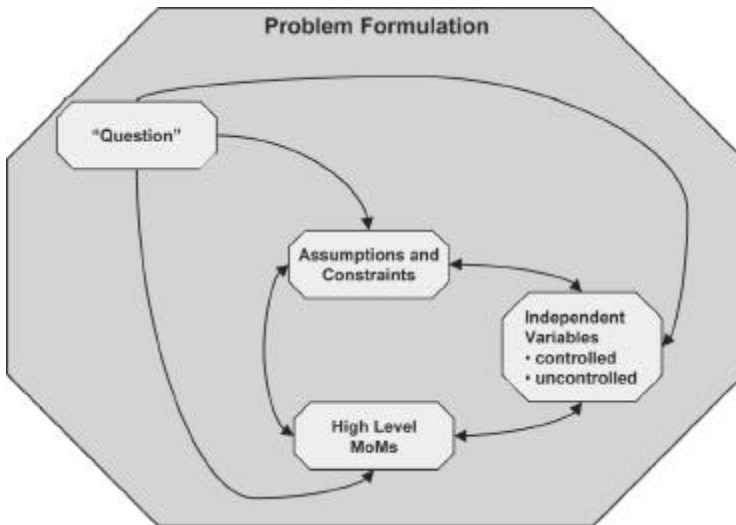 Problem Formulation
“Question”
Assumptions and
Constraints
Independent
Variables
• controlled
• uncontrolled
High Level
MoMs